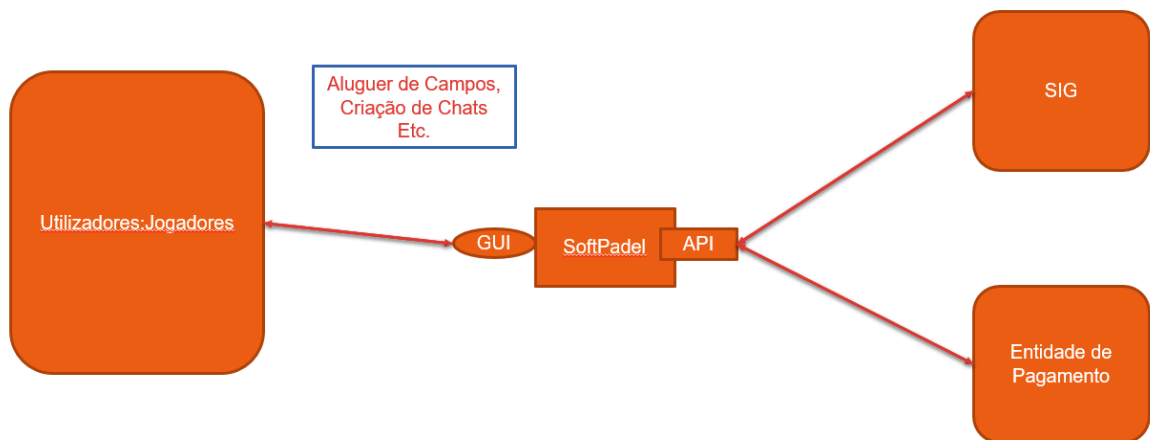 Aluguer de Campos,
Criação de Chats
Etc.
SIG
Utilizadores:Jogadores
GUI
SoftPadel
API
Entidade de
Pagamento